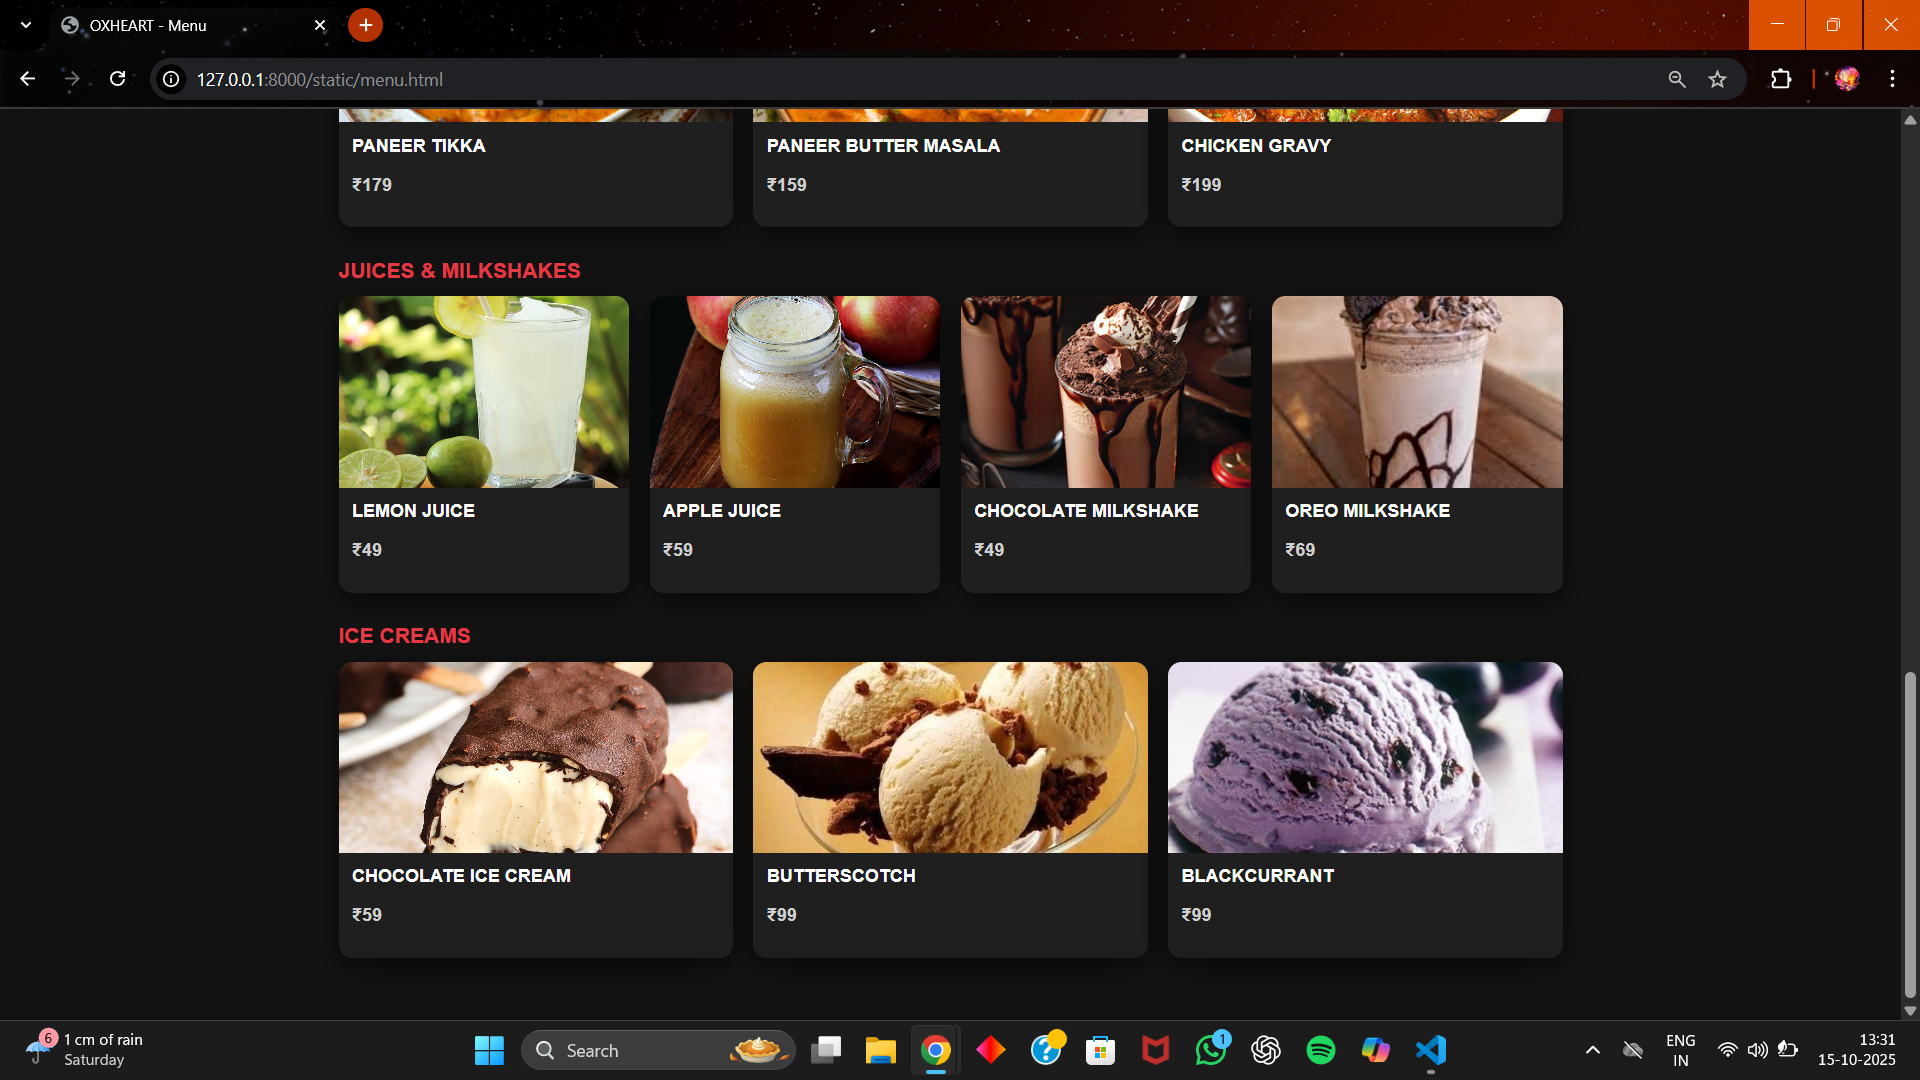 OXHEART - Menu
127.0.0.1:8000/static/menu.html
PANEER TIKKA
₹179
PANEER BUTTER MASALA
₹159
CHICKEN GRAVY
₹199
JUICES & MILKSHAKES
LEMON JUICE
₹49
APPLE JUICE
₹59
CHOCOLATE MILKSHAKE
₹49
OREO MILKSHAKE
₹69
ICE CREAMS
CHOCOLATE ICE CREAM
₹59
BUTTERSCOTCH
₹99
BLACKCURRANT
₹99
6
1 cm of rain
Saturday
Search
1
ENG
IN
13:31
15-10-2025